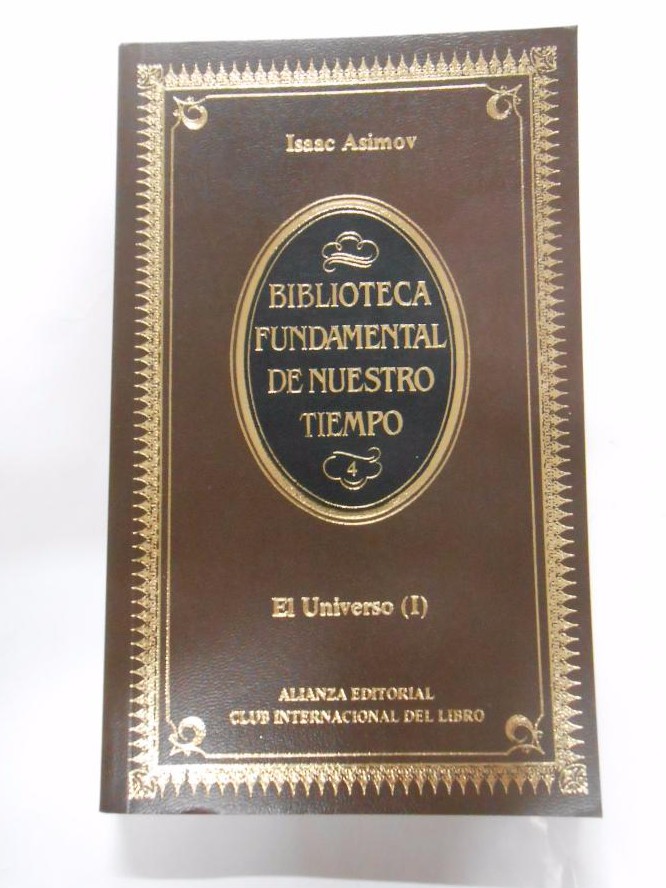 Isaac Asimov
BIBLIOTECA
FUNDAMENTAL
DE NUESTRO
TIEMPO
4
El Universo (I)
ALIANZA EDITORIAL
CLUB INTERNACIONAL DEL LIBRO